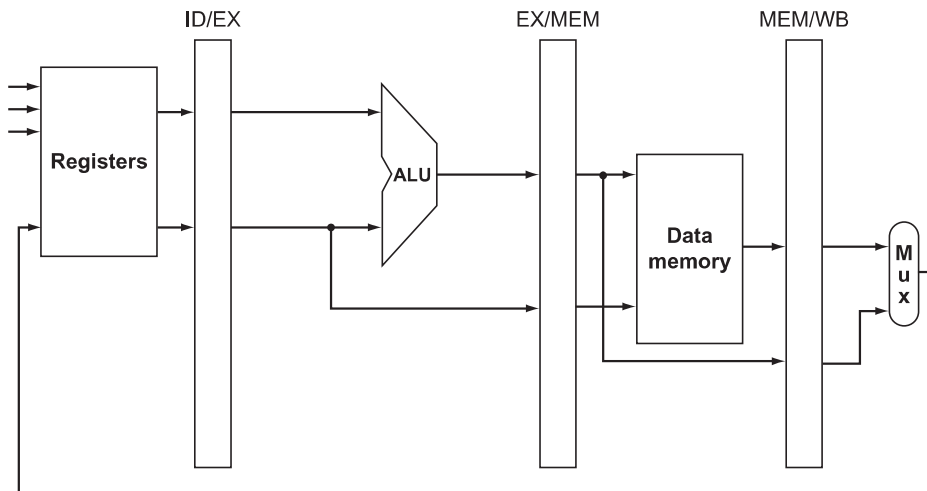 ID/EX
EX/MEM
MEM/WB
Registers
ALU
Data
memory
M
u
x